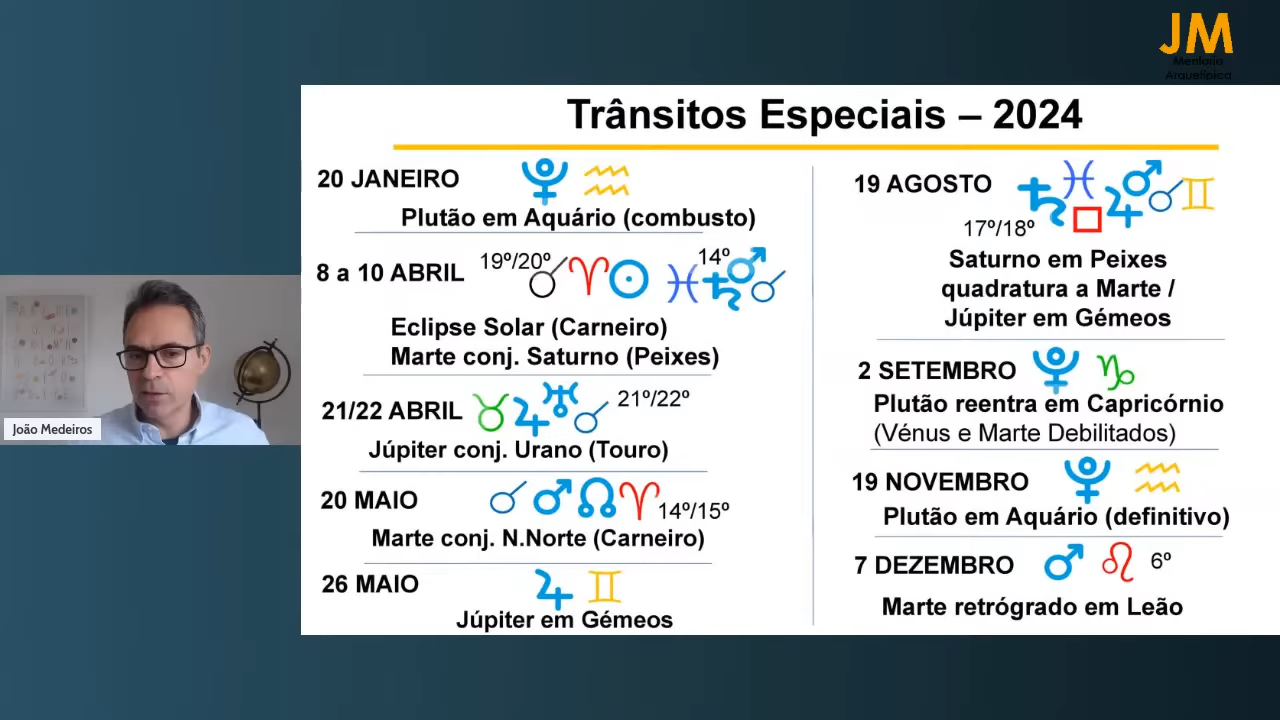 JM
Mentoria
Arquetípica
Trânsitos Especiais – 2024
20 JANEIRO
Plutão em Aquário (combusto)
8 a 10 ABRIL 19º/20º 14º
Eclipse Solar (Carneiro)
Marte conj. Saturno (Peixes)
21/22 ABRIL 21º/22º
Júpiter conj. Urano (Touro)
20 MAIO 14º/15º
Marte conj. N.Norte (Carneiro)
26 MAIO
Júpiter em Gémeos
19 AGOSTO
17º/18º
Saturno em Peixes
quadratura a Marte /
Júpiter em Gémeos
2 SETEMBRO
Plutão reentra em Capricórnio
(Vénus e Marte Debilitados)
19 NOVEMBRO
Plutão em Aquário (definitivo)
7 DEZEMBRO 6º
Marte retrógrado em Leão
João Medeiros